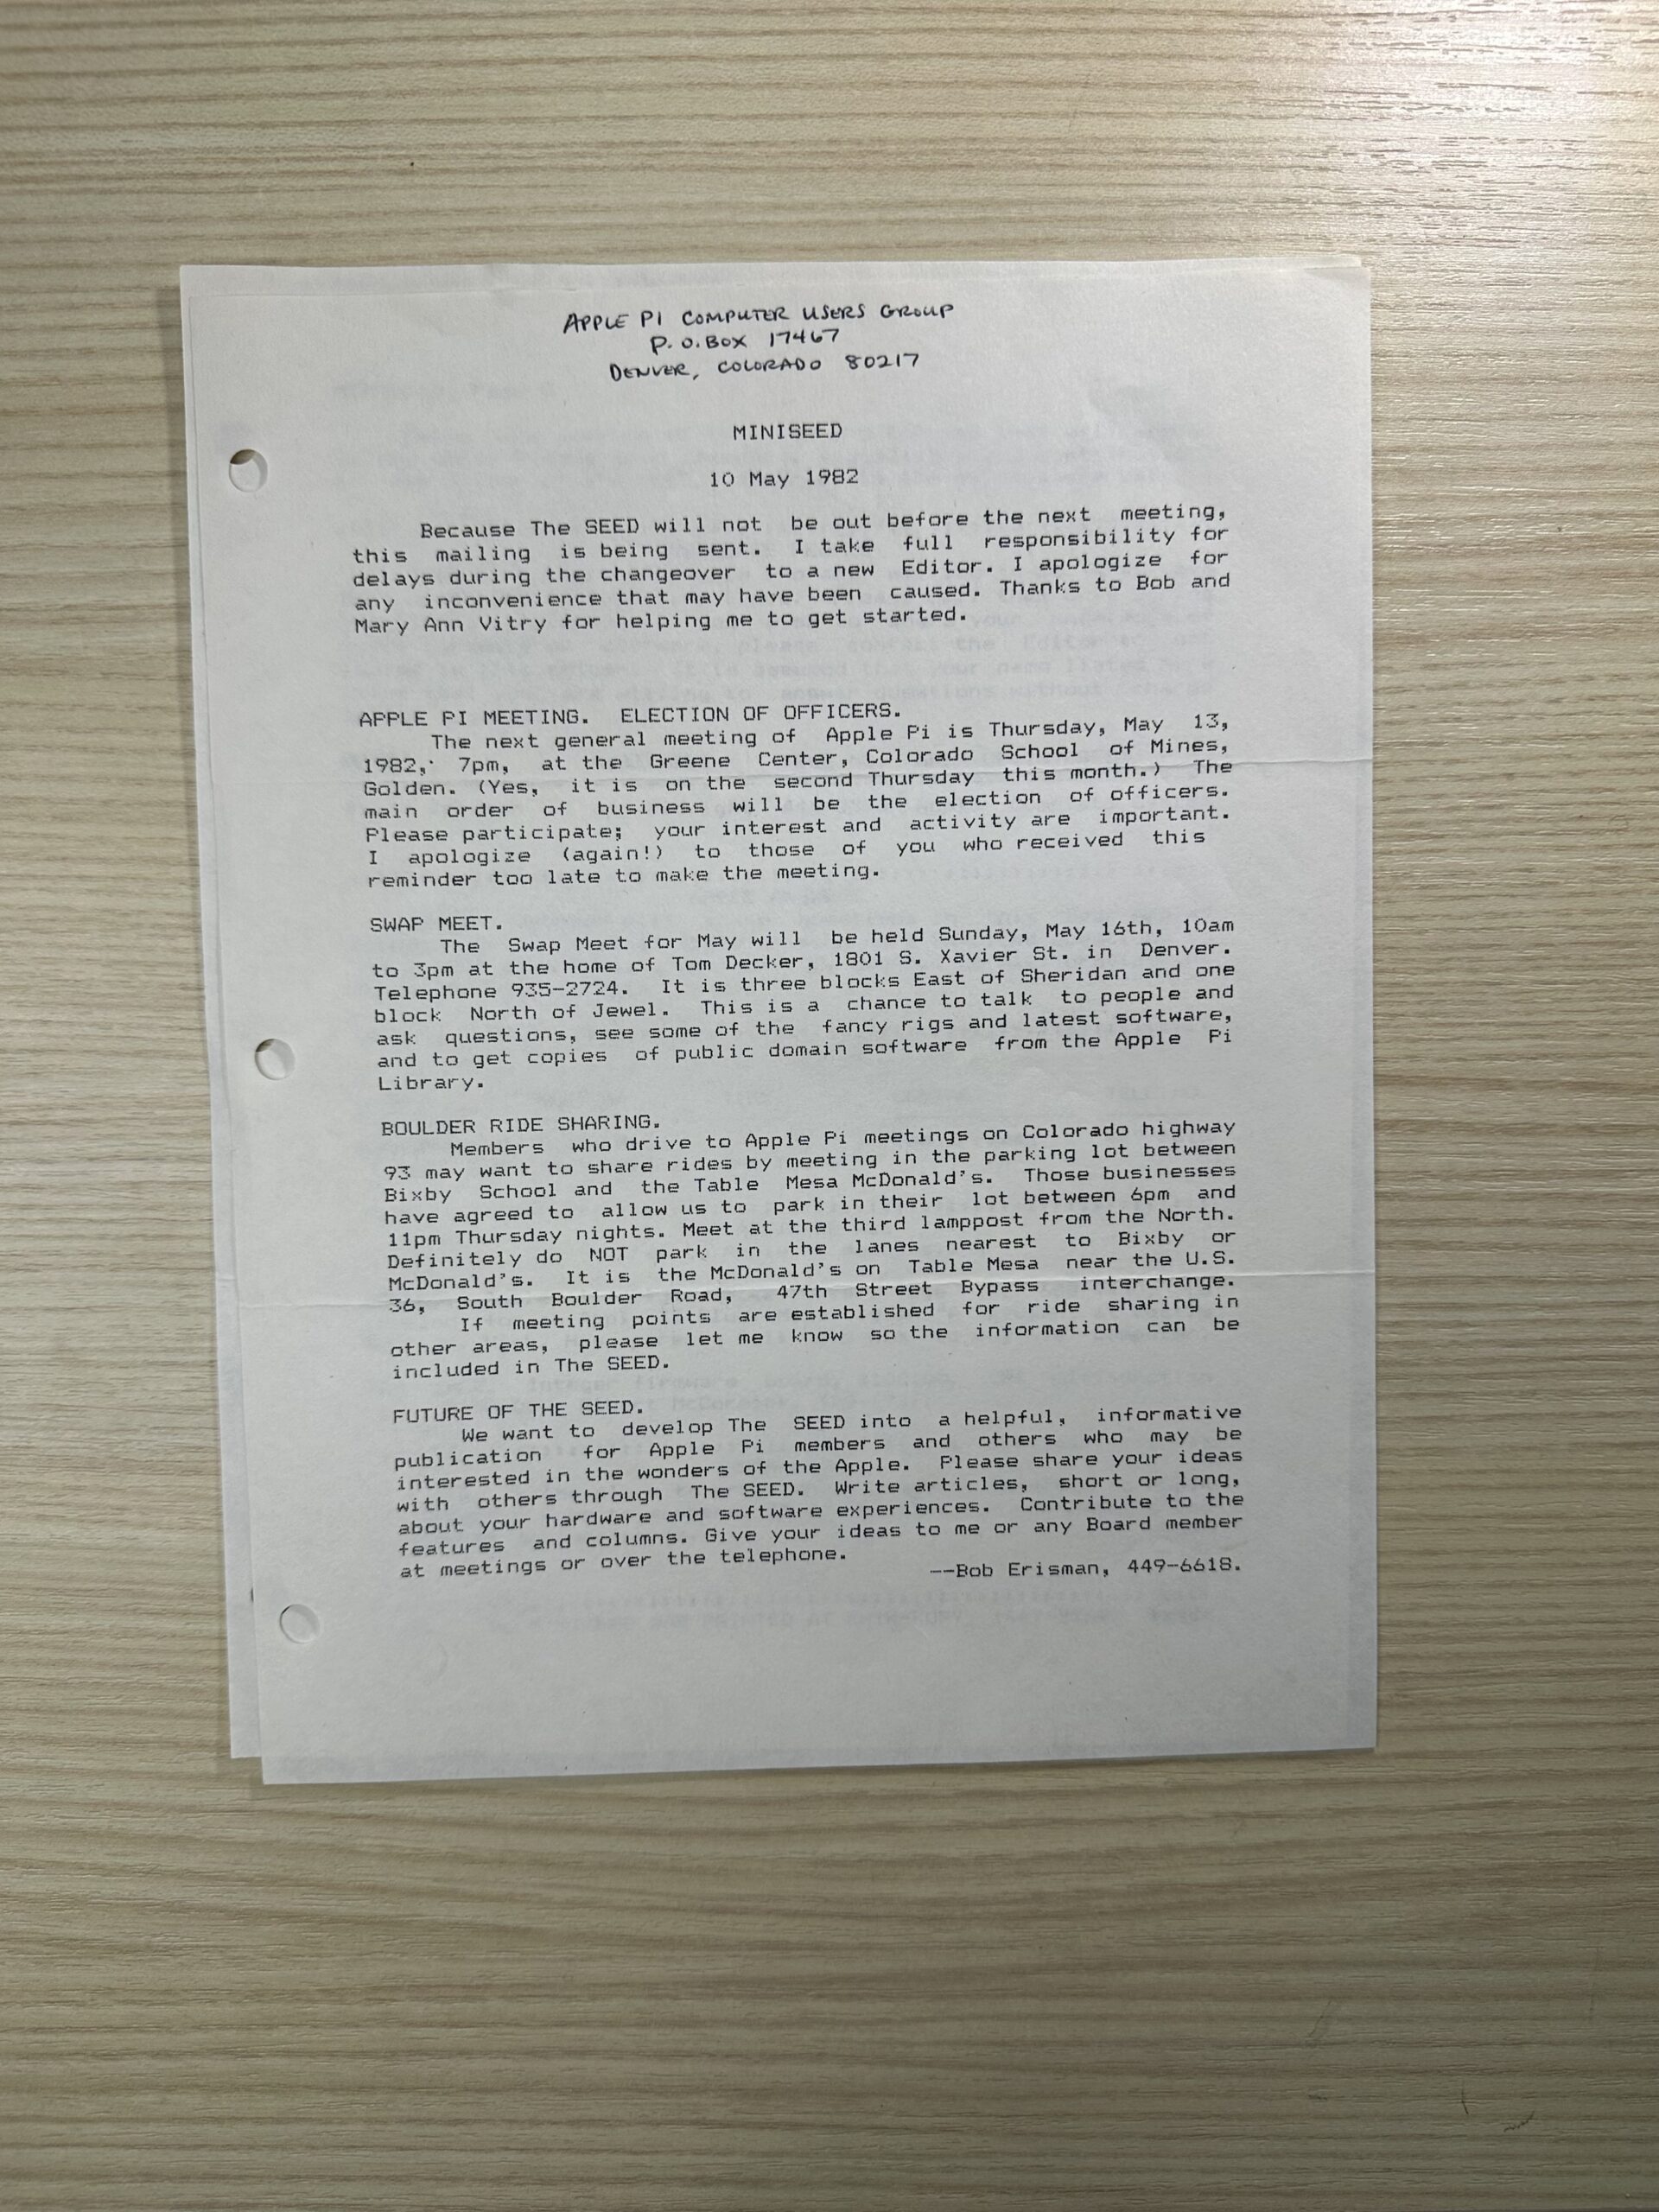 APPLE PI COMPUTER USERS GROUP
P.O. BOX 17467
DENVER, COLORADO 80217
MINISEED
10 May 1982
Because The SEED will not be out before the next meeting,
this mailing is being sent. I take full responsibility for
delays during the changeover to a new Editor. I apologize for
any inconvenience that may have been caused. Thanks to Bob and
Mary Ann Vitry for helping me to get started.
APPLE PI MEETING. ELECTION OF OFFICERS.
The next general meeting of Apple Pi is Thursday, May 13,
1982, 7pm, at the Greene Center, Colorado School of Mines,
Golden. (Yes, it is on the second Thursday this month.) The
main order of business will be the election of officers.
Please participate; your interest and activity are important.
I apologize (again!) to those of you who received this
reminder too late to make the meeting.
SWAP MEET.
The Swap Meet for May will be held Sunday, May 16th, 10am
to 3pm at the home of Tom Decker, 1801 S. Xavier St. in Denver.
Telephone 935-2724. It is three blocks East of Sheridan and one
block North of Jewel. This is a chance to talk to people and
ask questions, see some of the fancy rigs and latest software,
and to get copies of public domain software from the Apple Pi
Library.
BOULDER RIDE SHARING.
Members who drive to Apple Pi meetings on Colorado highway
93 may want to share rides by meeting in the parking lot between
Bixby School and the Table Mesa McDonald's. Those businesses
have agreed to allow us to park in their lot between 6pm and
11pm Thursday nights. Meet at the third lamppost from the North.
Definitely do NOT park in the lanes nearest to Bixby or
McDonald's. It is the McDonald's on Table Mesa near the U.S.
36, South Boulder Road, 47th Street Bypass interchange.
If meeting points are established for ride sharing in
other areas, please let me know so the information can be
included in The SEED.
FUTURE OF THE SEED.
We want to develop The SEED into a helpful, informative
publication for Apple Pi members and others who may be
interested in the wonders of the Apple. Please share your ideas
with others through The SEED. Write articles, short or long,
about your hardware and software experiences. Contribute to the
features and columns. Give your ideas to me or any Board member
at meetings or over the telephone.
--Bob Erisman, 449-6618.